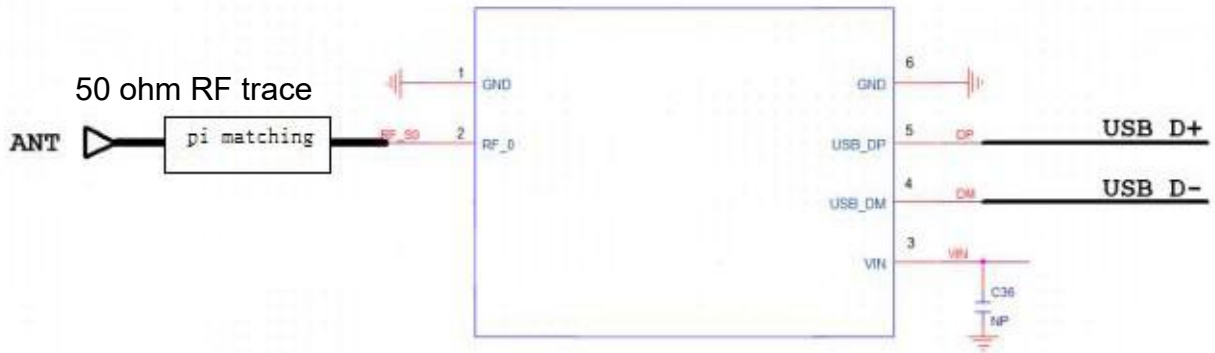 50 ohm RF trace
ANT
pi matching
RF_50
1
GND
2
RF_0
6
GND
5
USB_DP
DP
USB D+
4
USB_DM
DM
USB D-
3
VIN
VIN
C36
NP